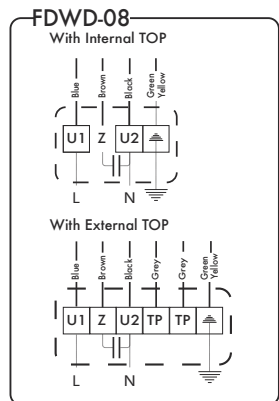 FDWD-08
With Internal TOP
Blue
Brown
Black
Green
Yellow
U1 Z U2
L N
With External TOP
Blue
Brown
Black
Grey
Grey
Green
Yellow
U1 Z U2 TP TP
L N